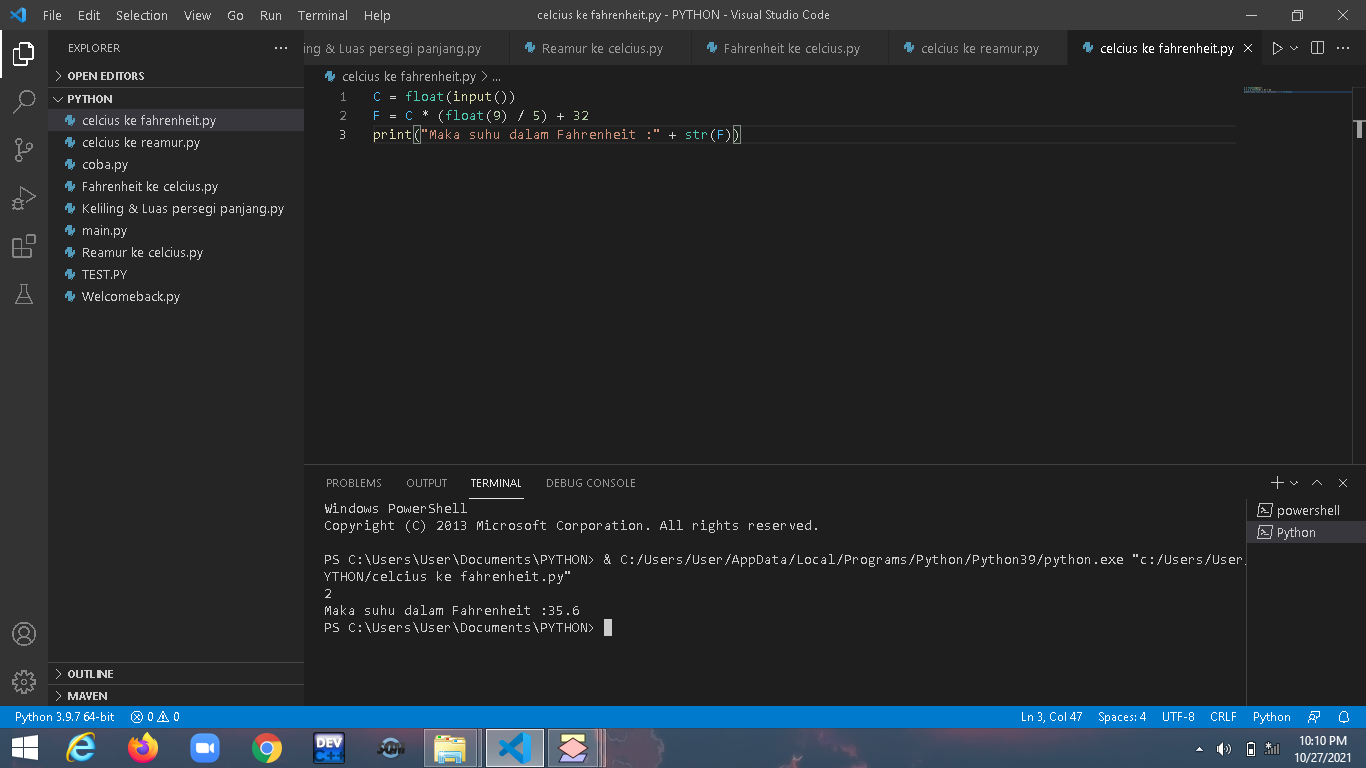 File Edit Selection View Go Run Terminal Help
celcius ke fahrenheit.py - PYTHON - Visual Studio Code
EXPLORER
OPEN EDITORS
PYTHON
celcius ke fahrenheit.py
celcius ke reamur.py
coba.py
Fahrenheit ke celcius.py
Keliling & Luas persegi panjang.py
main.py
Reamur ke celcius.py
TEST.PY
Welcomeback.py
OUTLINE
MAVEN
ing & Luas persegi panjang.py
Reamur ke celcius.py
Fahrenheit ke celcius.py
celcius ke reamur.py
celcius ke fahrenheit.py
celcius ke fahrenheit.py > ...
1 C = float(input())
2 F = C * (float(9) / 5) + 32
3 print("Maka suhu dalam Fahrenheit :" + str(F))
PROBLEMS OUTPUT TERMINAL DEBUG CONSOLE
Windows PowerShell
Copyright (C) 2013 Microsoft Corporation. All rights reserved.
PS C:\Users\User\Documents\PYTHON> & C:/Users/User/AppData/Local/Programs/Python/Python39/python.exe "c:/Users/User
YTHON/celcius ke fahrenheit.py"
2
Maka suhu dalam Fahrenheit :35.6
PS C:\Users\User\Documents\PYTHON>
powershell
Python
Python 3.9.7 64-bit 0 0
Ln 3, Col 47 Spaces: 4 UTF-8 CRLF Python
DEV C++
10:10 PM
10/27/2021